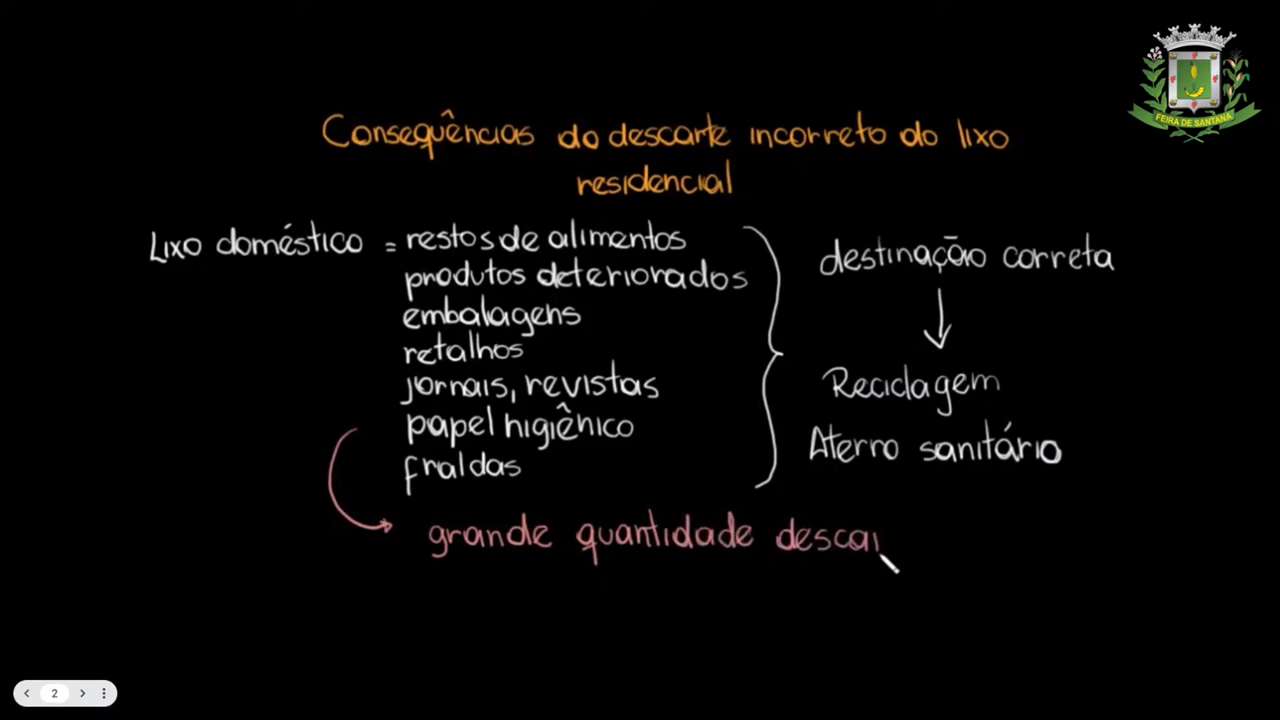 FEIRA DE SANTANA
Consequências do descarte incorreto do lixo
residencial
Lixo doméstico = restos de alimentos
produtos deteriorados
embalagens
retalhos
jornais, revistas
papel higiênico
fraldas
destinação correta
Reciclagem
Aterro sanitário
grande quantidade descar
2